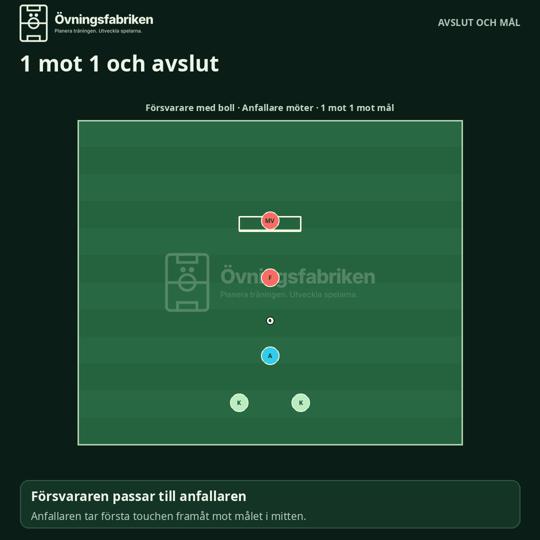 Övningsfabriken
Planera träningen. Utveckla spelarna.
AVSLUT OCH MÅL
1 mot 1 och avslut
Försvarare med boll · Anfallare möter · 1 mot 1 mot mål
MV
Övningsfabriken
F
Planera träningen. Utveckla spelarna.
A
K K
Försvararen passar till anfallaren
Anfallaren tar första touchen framåt mot målet i mitten.